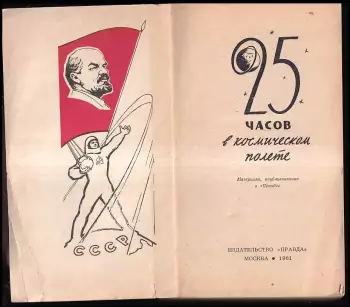 СССР
25
ЧАСОВ
в космическом
полете
Материалы, опубликованные
в «Правде»
ИЗДАТЕЛЬСТВО «ПРАВДА»
МОСКВА • 1961